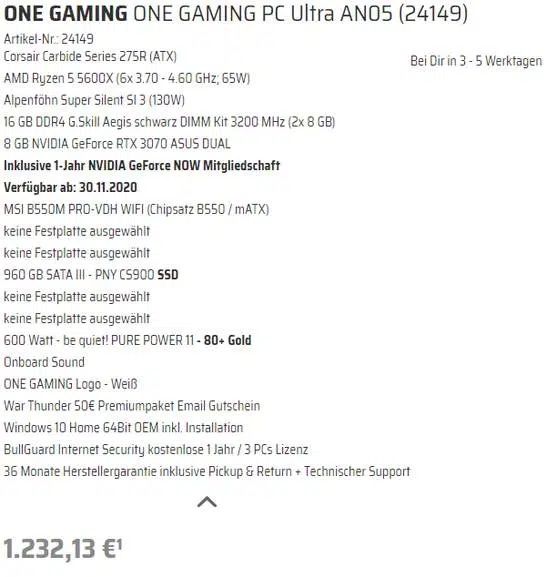 ONE GAMING ONE GAMING PC Ultra AN05 (24149)
Artikel-Nr.: 24149
Corsair Carbide Series 275R (ATX)
Bei Dir in 3 - 5 Werktagen
AMD Ryzen 5 5600X (6x 3.70 - 4.60 GHz; 65W)
Alpenföhn Super Silent SI 3 (130W)
16 GB DDR4 G.Skill Aegis schwarz DIMM Kit 3200 MHz (2x 8 GB)
8 GB NVIDIA GeForce RTX 3070 ASUS DUAL
Inklusive 1-Jahr NVIDIA GeForce NOW Mitgliedschaft
Verfügbar ab: 30.11.2020
MSI B550M PRO-VDH WIFI (Chipsatz B550 / mATX)
keine Festplatte ausgewählt
keine Festplatte ausgewählt
960 GB SATA III - PNY CS900 SSD
keine Festplatte ausgewählt
keine Festplatte ausgewählt
600 Watt - be quiet! PURE POWER 11 - 80+ Gold
Onboard Sound
ONE GAMING Logo - Weiß
War Thunder 50€ Premiumpaket Email Gutschein
Windows 10 Home 64Bit OEM inkl. Installation
BullGuard Internet Security kostenlose 1 Jahr / 3 PCs Lizenz
36 Monate Herstellergarantie inklusive Pickup & Return + Technischer Support
1.232,13 €¹